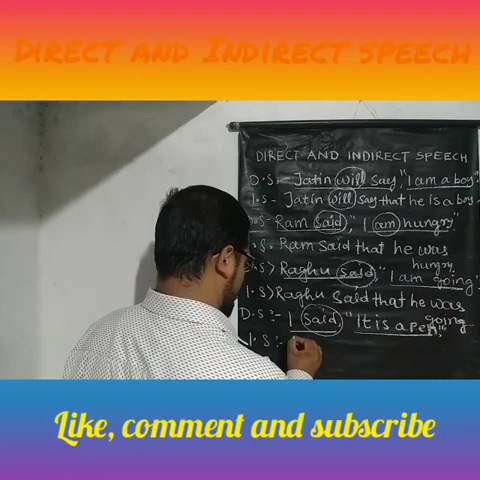 Direct and Indirect speech
DIRECT AND INDIRECT SPEECH
D.S:- Jatin will say, "I am a boy."
I.S - Jatin will say that he is a boy.
D.S - Ram said "I am hungry"
I.S. Ram said that he was
hungry
D.S> Raghu said "I am going".
I.S> Raghu said that he was
going
D.S:- I said, "It is a pen".
I.S:-
Like, comment and subscribe